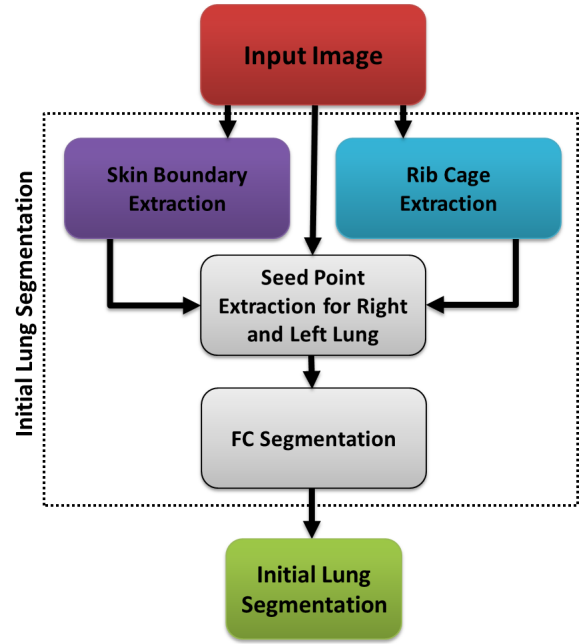 Input Image
Initial Lung Segmentation
Skin Boundary
Extraction
Rib Cage
Extraction
Seed Point
Extraction for Right
and Left Lung
FC Segmentation
Initial Lung
Segmentation